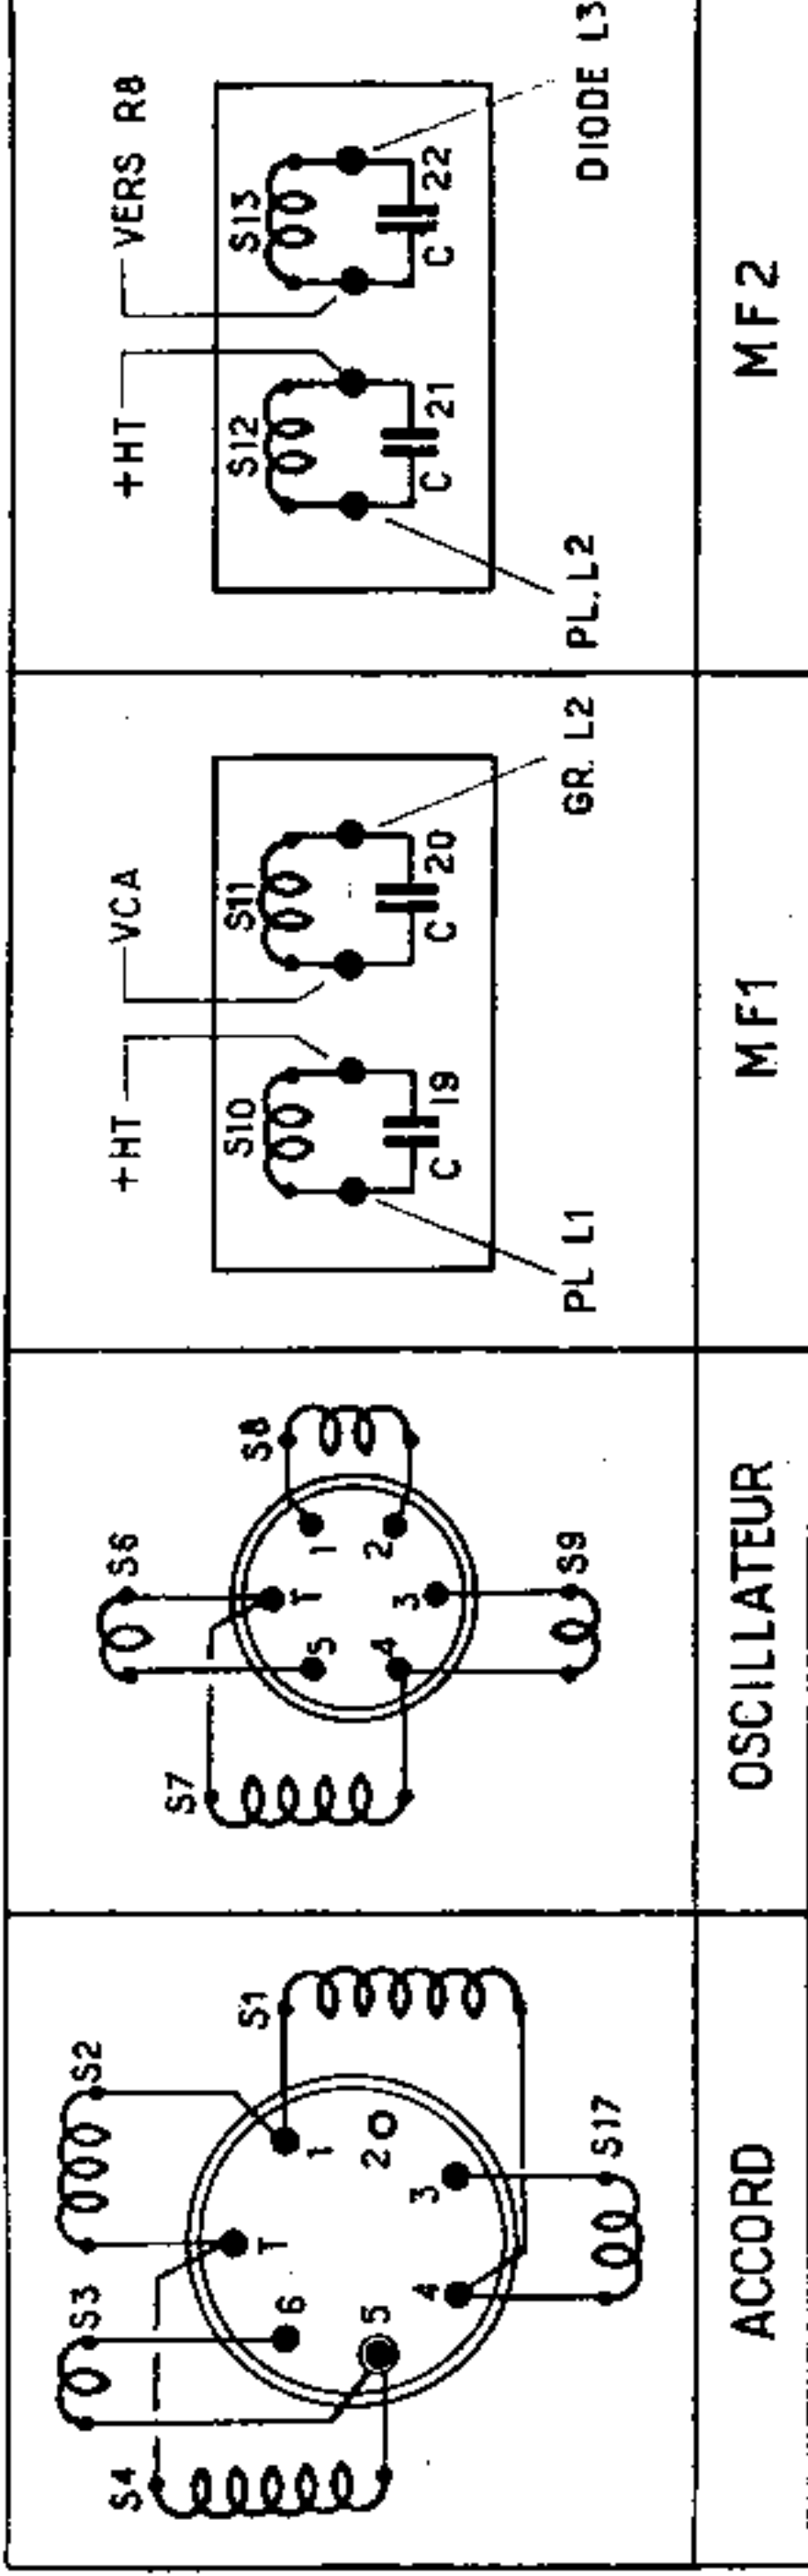 S4
S3
S2
S1
T
6
5
1
2
4
3
S17
ACCORD
S7
S6
S8
T
5
1
4
2
3
S9
OSCILLATEUR
+HT
VCA
S10
S11
C 19
C 20
PL L1
GR. L2
MF1
+HT
VERS R8
S12
S13
C 21
C 22
PL. L2
DIODE L3
MF2